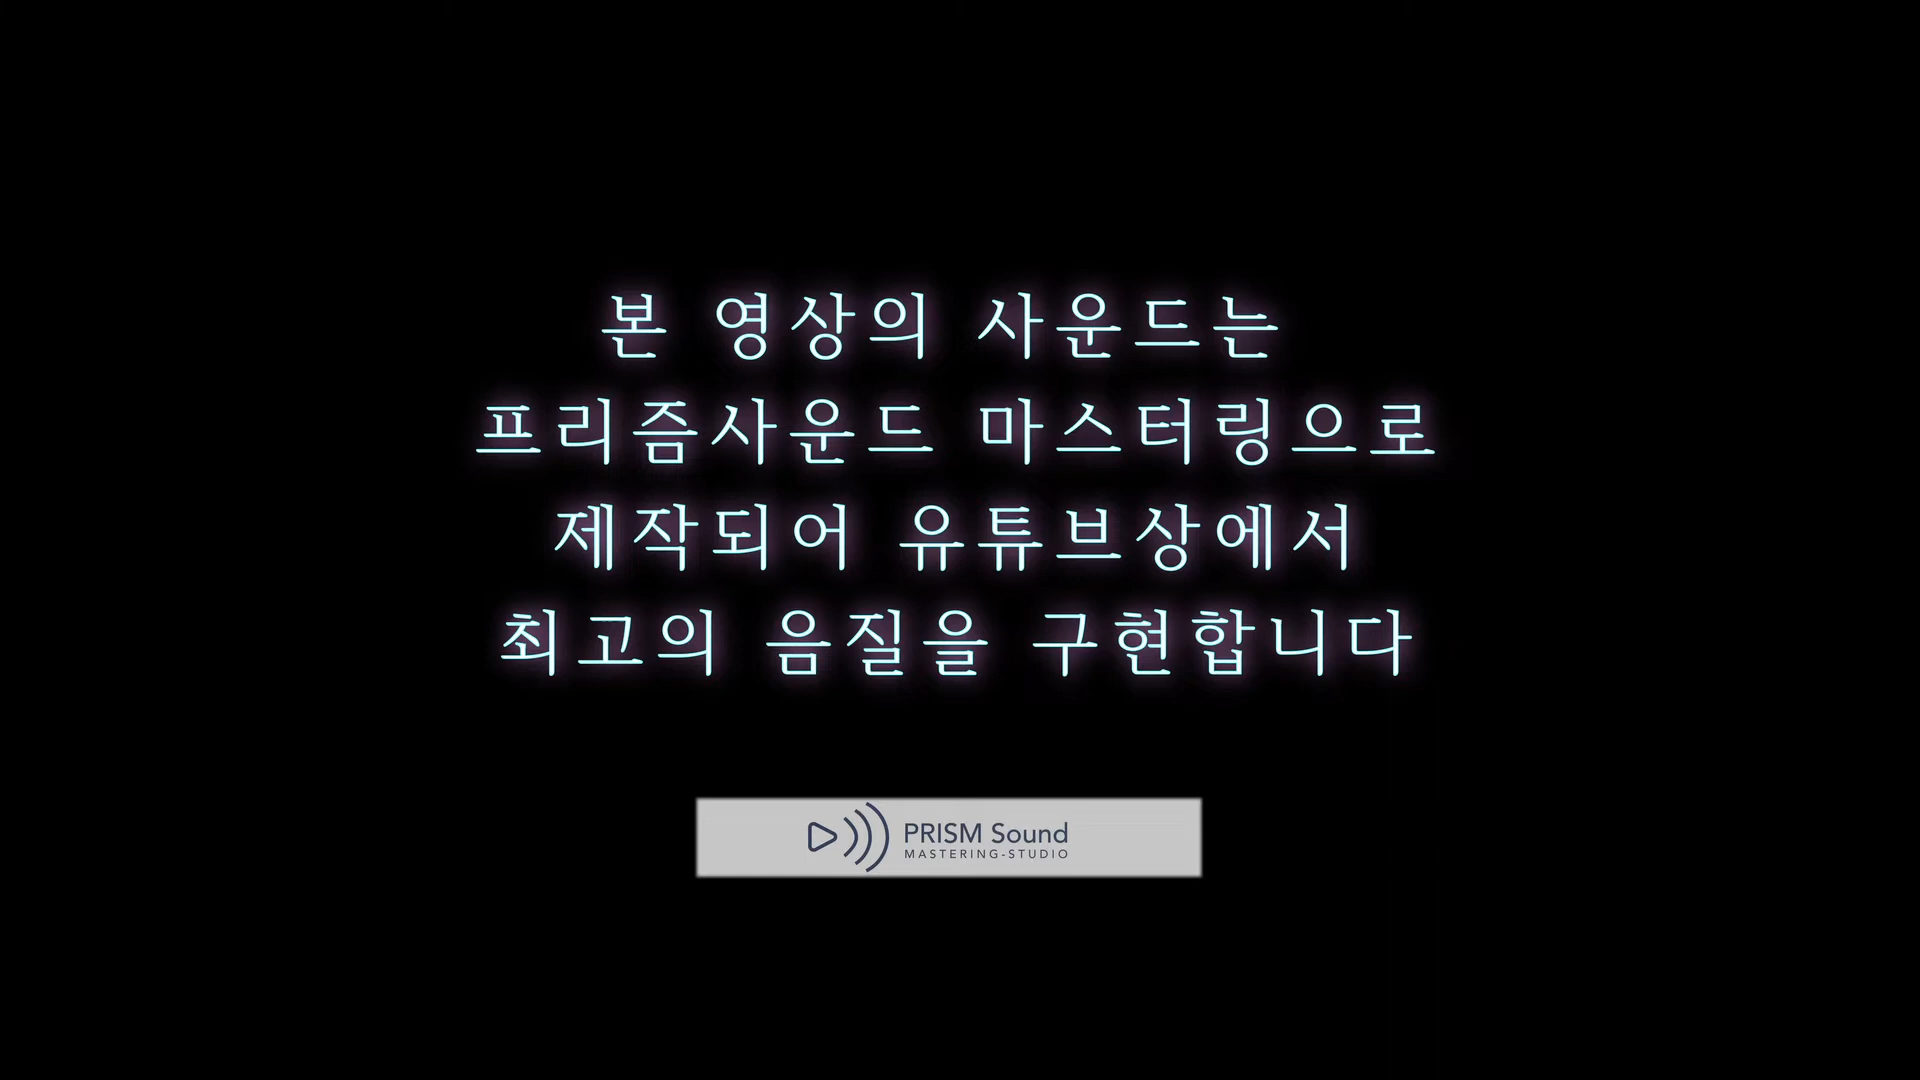 본 영상의 사운드는
프리즘사운드 마스터링으로
제작되어 유튜브상에서
최고의 음질을 구현합니다
PRISM Sound
MASTERING-STUDIO